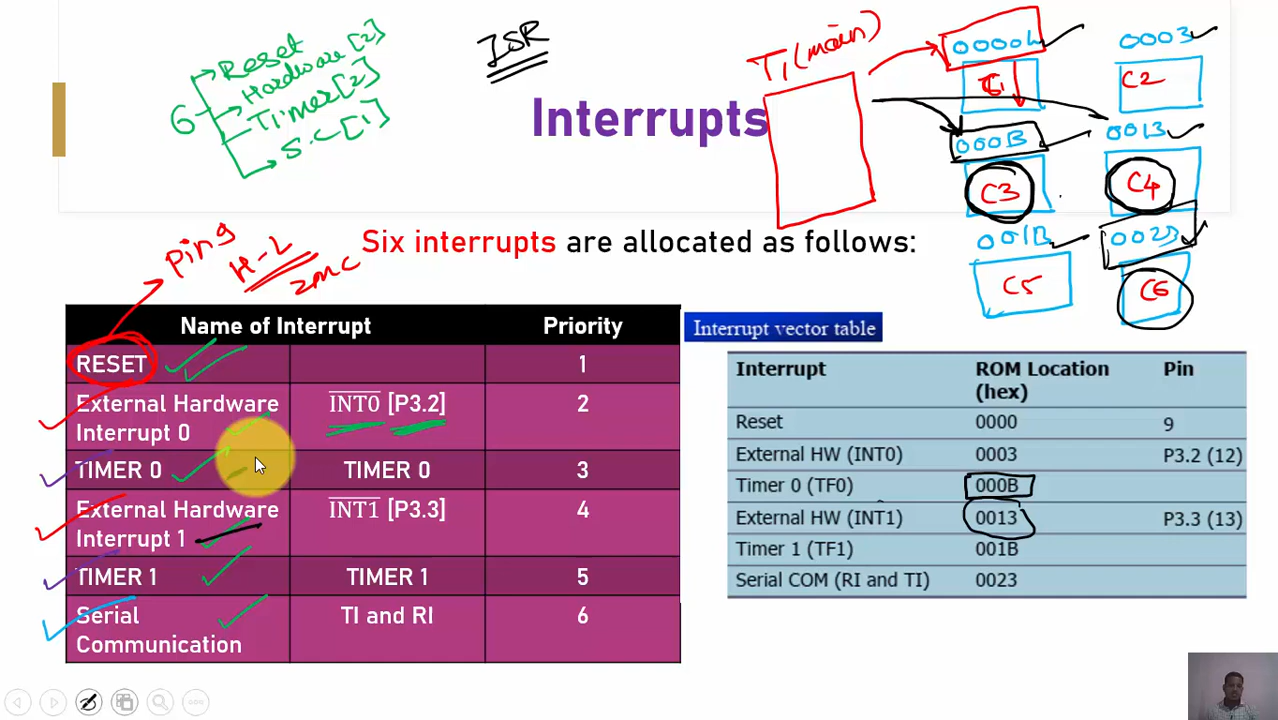 Reset
Hardware [2]
6
Timer [2]
S.C [1]
ISR
Interrupts
T1 (main)
0003
C2
000B
0013
C3
C4
001B
0023
C5
C6
ping
H-L
2mc
Six interrupts are allocated as follows:
Name of Interrupt Priority
RESET 1
External Hardware Interrupt 0 INT0 [P3.2] 2
TIMER 0 TIMER 0 3
External Hardware Interrupt 1 INT1 [P3.3] 4
TIMER 1 TIMER 1 5
Serial Communication TI and RI 6
Interrupt vector table
Interrupt ROM Location (hex) Pin
Reset 0000 9
External HW (INT0) 0003 P3.2 (12)
Timer 0 (TF0) 000B
External HW (INT1) 0013 P3.3 (13)
Timer 1 (TF1) 001B
Serial COM (RI and TI) 0023